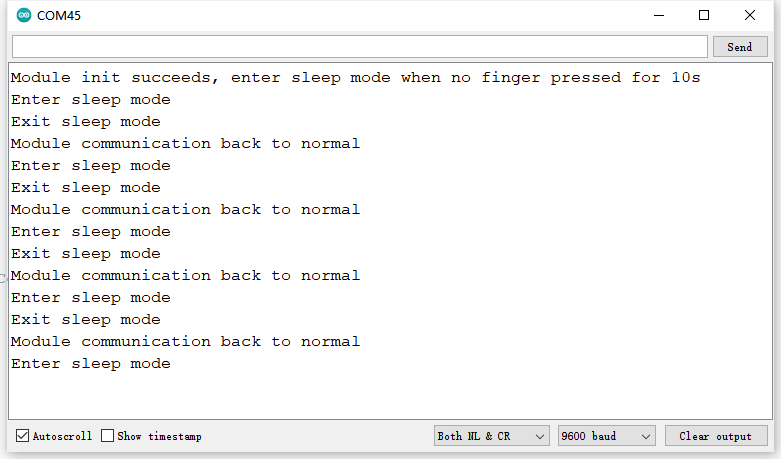 COM45
Send
Module init succeeds, enter sleep mode when no finger pressed for 10s
Enter sleep mode
Exit sleep mode
Module communication back to normal
Enter sleep mode
Exit sleep mode
Module communication back to normal
Enter sleep mode
Exit sleep mode
Module communication back to normal
Enter sleep mode
Exit sleep mode
Module communication back to normal
Enter sleep mode
Autoscroll Show timestamp Both NL & CR 9600 baud Clear output